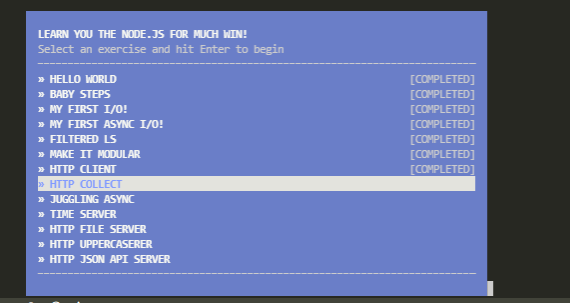 LEARN YOU THE NODE.JS FOR MUCH WIN!
Select an exercise and hit Enter to begin
» HELLO WORLD [COMPLETED]
» BABY STEPS [COMPLETED]
» MY FIRST I/O! [COMPLETED]
» MY FIRST ASYNC I/O! [COMPLETED]
» FILTERED LS [COMPLETED]
» MAKE IT MODULAR [COMPLETED]
» HTTP CLIENT [COMPLETED]
» HTTP COLLECT
» JUGGLING ASYNC
» TIME SERVER
» HTTP FILE SERVER
» HTTP UPPERCASERER
» HTTP JSON API SERVER